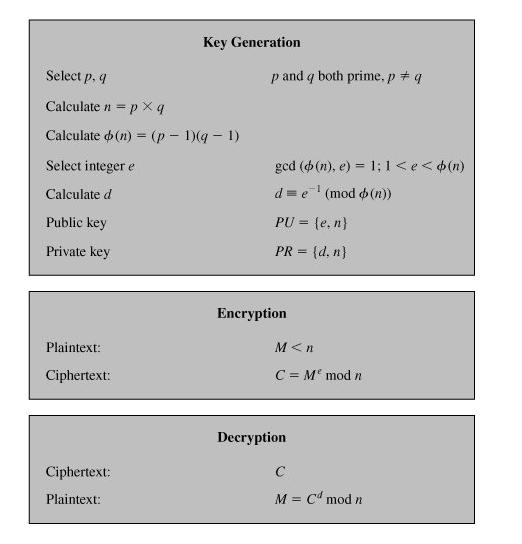 Key Generation
Select p, q p and q both prime, p ≠ q
Calculate n = p × q
Calculate ϕ(n) = (p − 1)(q − 1)
Select integer e gcd (ϕ(n), e) = 1; 1 < e < ϕ(n)
Calculate d d ≡ e⁻¹ (mod ϕ(n))
Public key PU = {e, n}
Private key PR = {d, n}
Encryption
Plaintext: M < n
Ciphertext: C = Mᵉ mod n
Decryption
Ciphertext: C
Plaintext: M = Cᵈ mod n